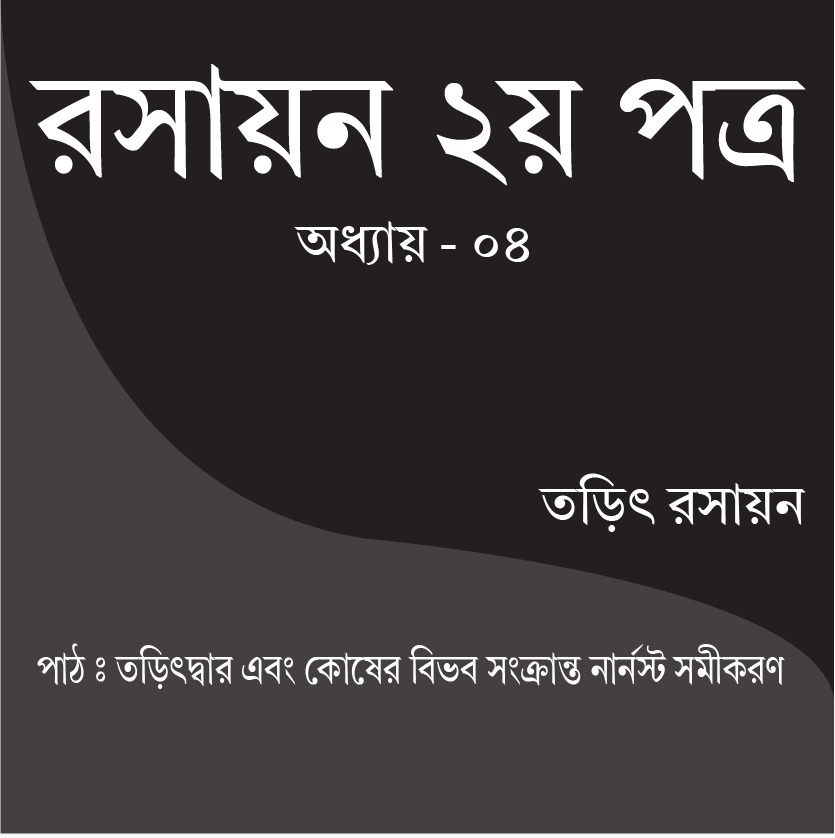 রসায়ন ২য় পত্র
অধ্যায় - ০৪
তড়িৎ রসায়ন
পাঠ ঃ তড়িৎদ্বার এবং কোষের বিভব সংক্রান্ত নার্নস্ট সমীকরণ